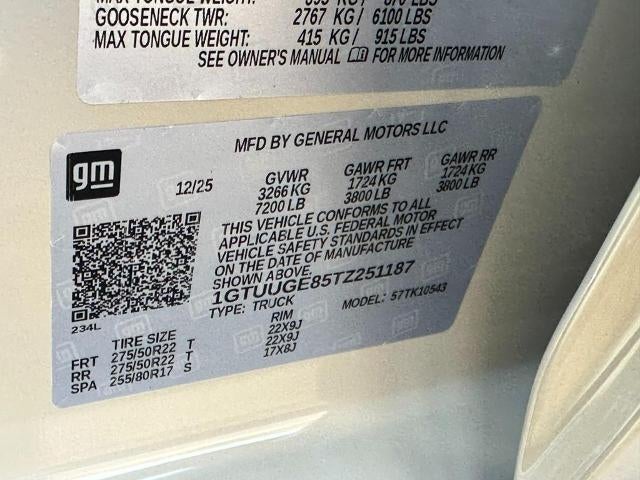 GOOSENECK TWR: 2767 KG/ 6100 LBS
MAX TONGUE WEIGHT: 415 KG/ 915 LBS
SEE OWNER'S MANUAL FOR MORE INFORMATION
gm
MFD BY GENERAL MOTORS LLC
12/25
GVWR
3266 KG
7200 LB
GAWR FRT
1724 KG
3800 LB
GAWR RR
1724 KG
3800 LB
THIS VEHICLE CONFORMS TO ALL
APPLICABLE U.S. FEDERAL MOTOR
VEHICLE SAFETY STANDARDS IN EFFECT
ON THE DATE OF MANUFACTURE
SHOWN ABOVE.
1GTUUGE85TZ251187
TYPE: TRUCK
MODEL: 57TK10543
234L
TIRE SIZE
RIM
FRT 275/50R22 T 22X9J
RR 275/50R22 T 22X9J
SPA 255/80R17 S 17X8J